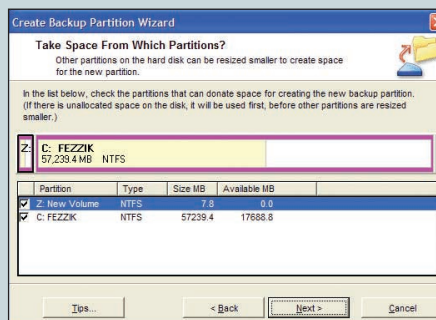 Create Backup Partition Wizard
Take Space From Which Partitions?
Other partitions on the hard disk can be resized smaller to create space
for the new partition.
In the list below, check the partitions that can donate space for creating the new backup partition.
(If there is unallocated space on the disk, it will be used first, before other partitions are resized
smaller.)
Z: C: FEZZIK
57,239.4 MB NTFS
Partition Type Size MB Available MB
Z: New Volume NTFS 7.8 0.0
C: FEZZIK NTFS 57239.4 17688.8
Tips... < Back Next > Cancel